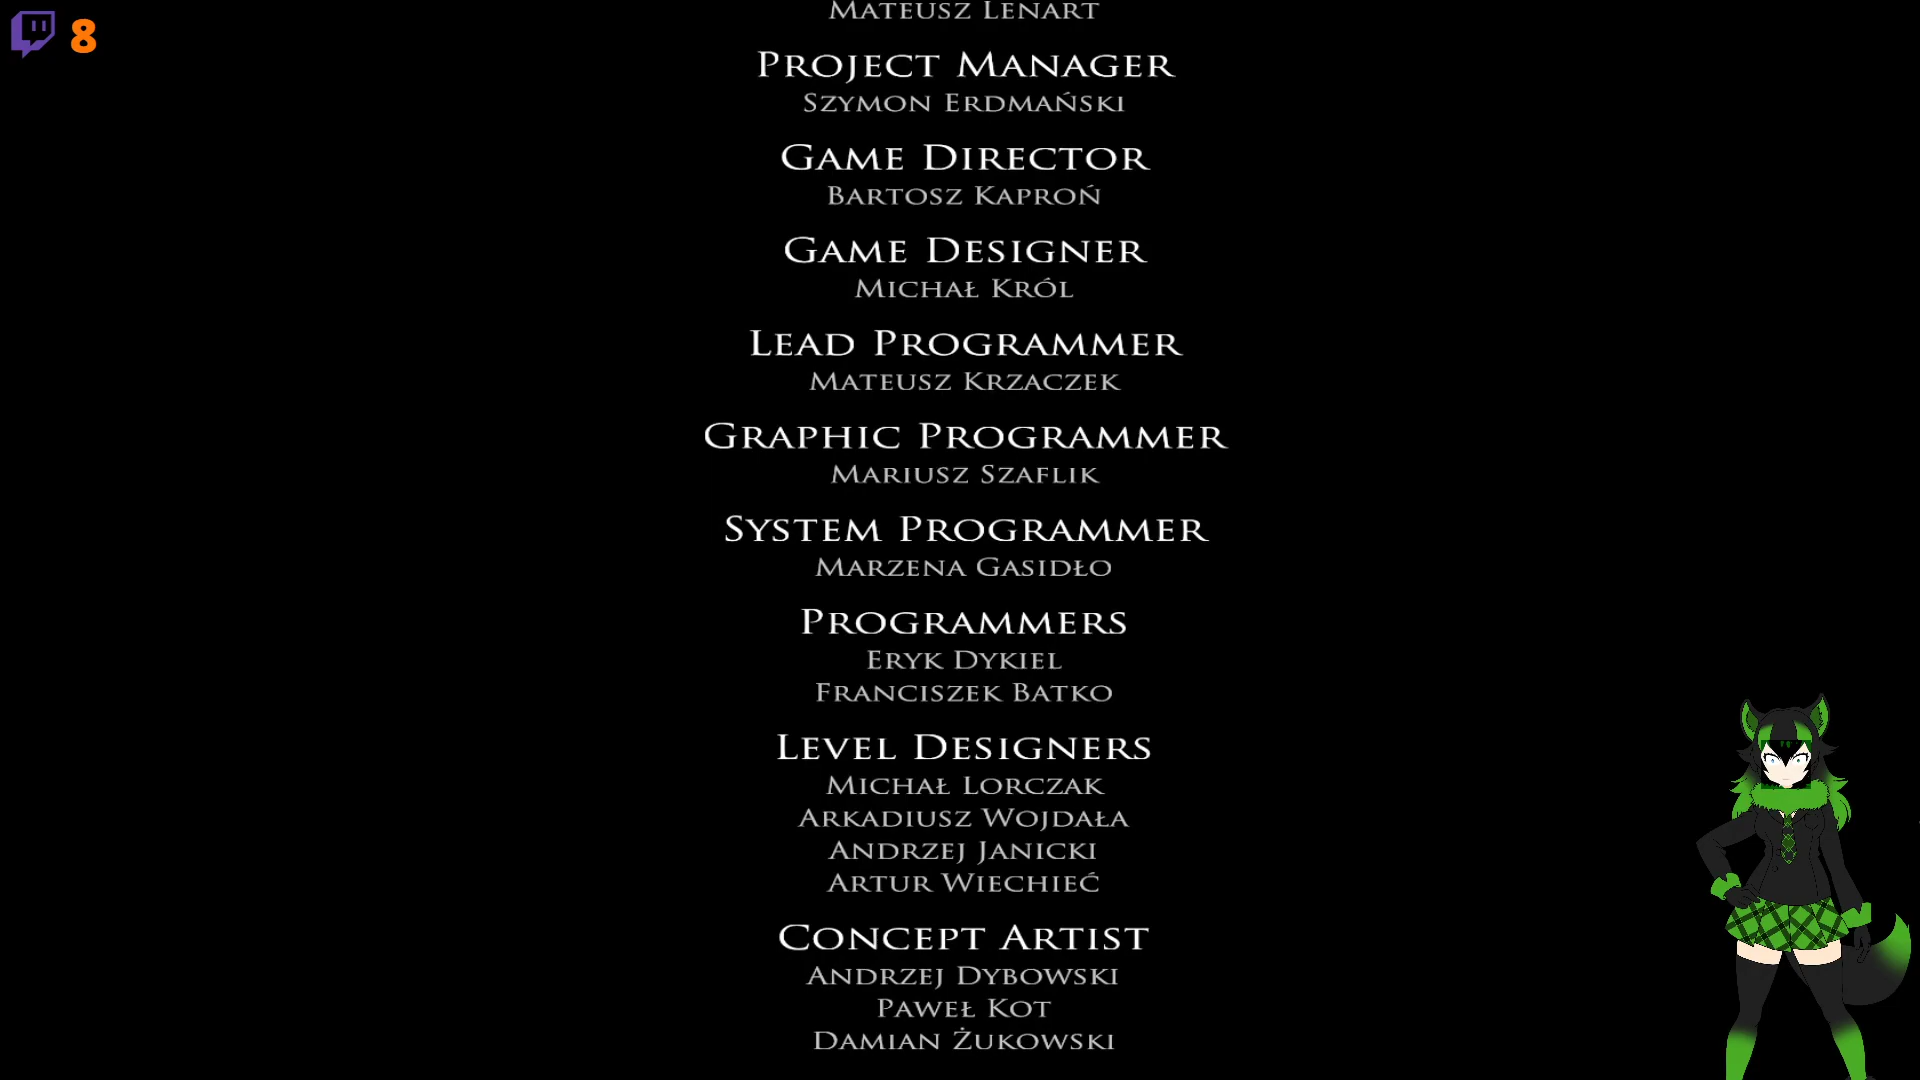 8
Mateusz Lenart
Project Manager
Szymon Erdmański
Game Director
Bartosz Kaproń
Game Designer
Michał Król
Lead Programmer
Mateusz Krzaczek
Graphic Programmer
Mariusz Szaflik
System Programmer
Marzena Gasidło
Programmers
Eryk Dykiel
Franciszek Batko
Level Designers
Michał Lorczak
Arkadiusz Wojdała
Andrzej Janicki
Artur Wiechieć
Concept Artist
Andrzej Dybowski
Paweł Kot
Damian Żukowski